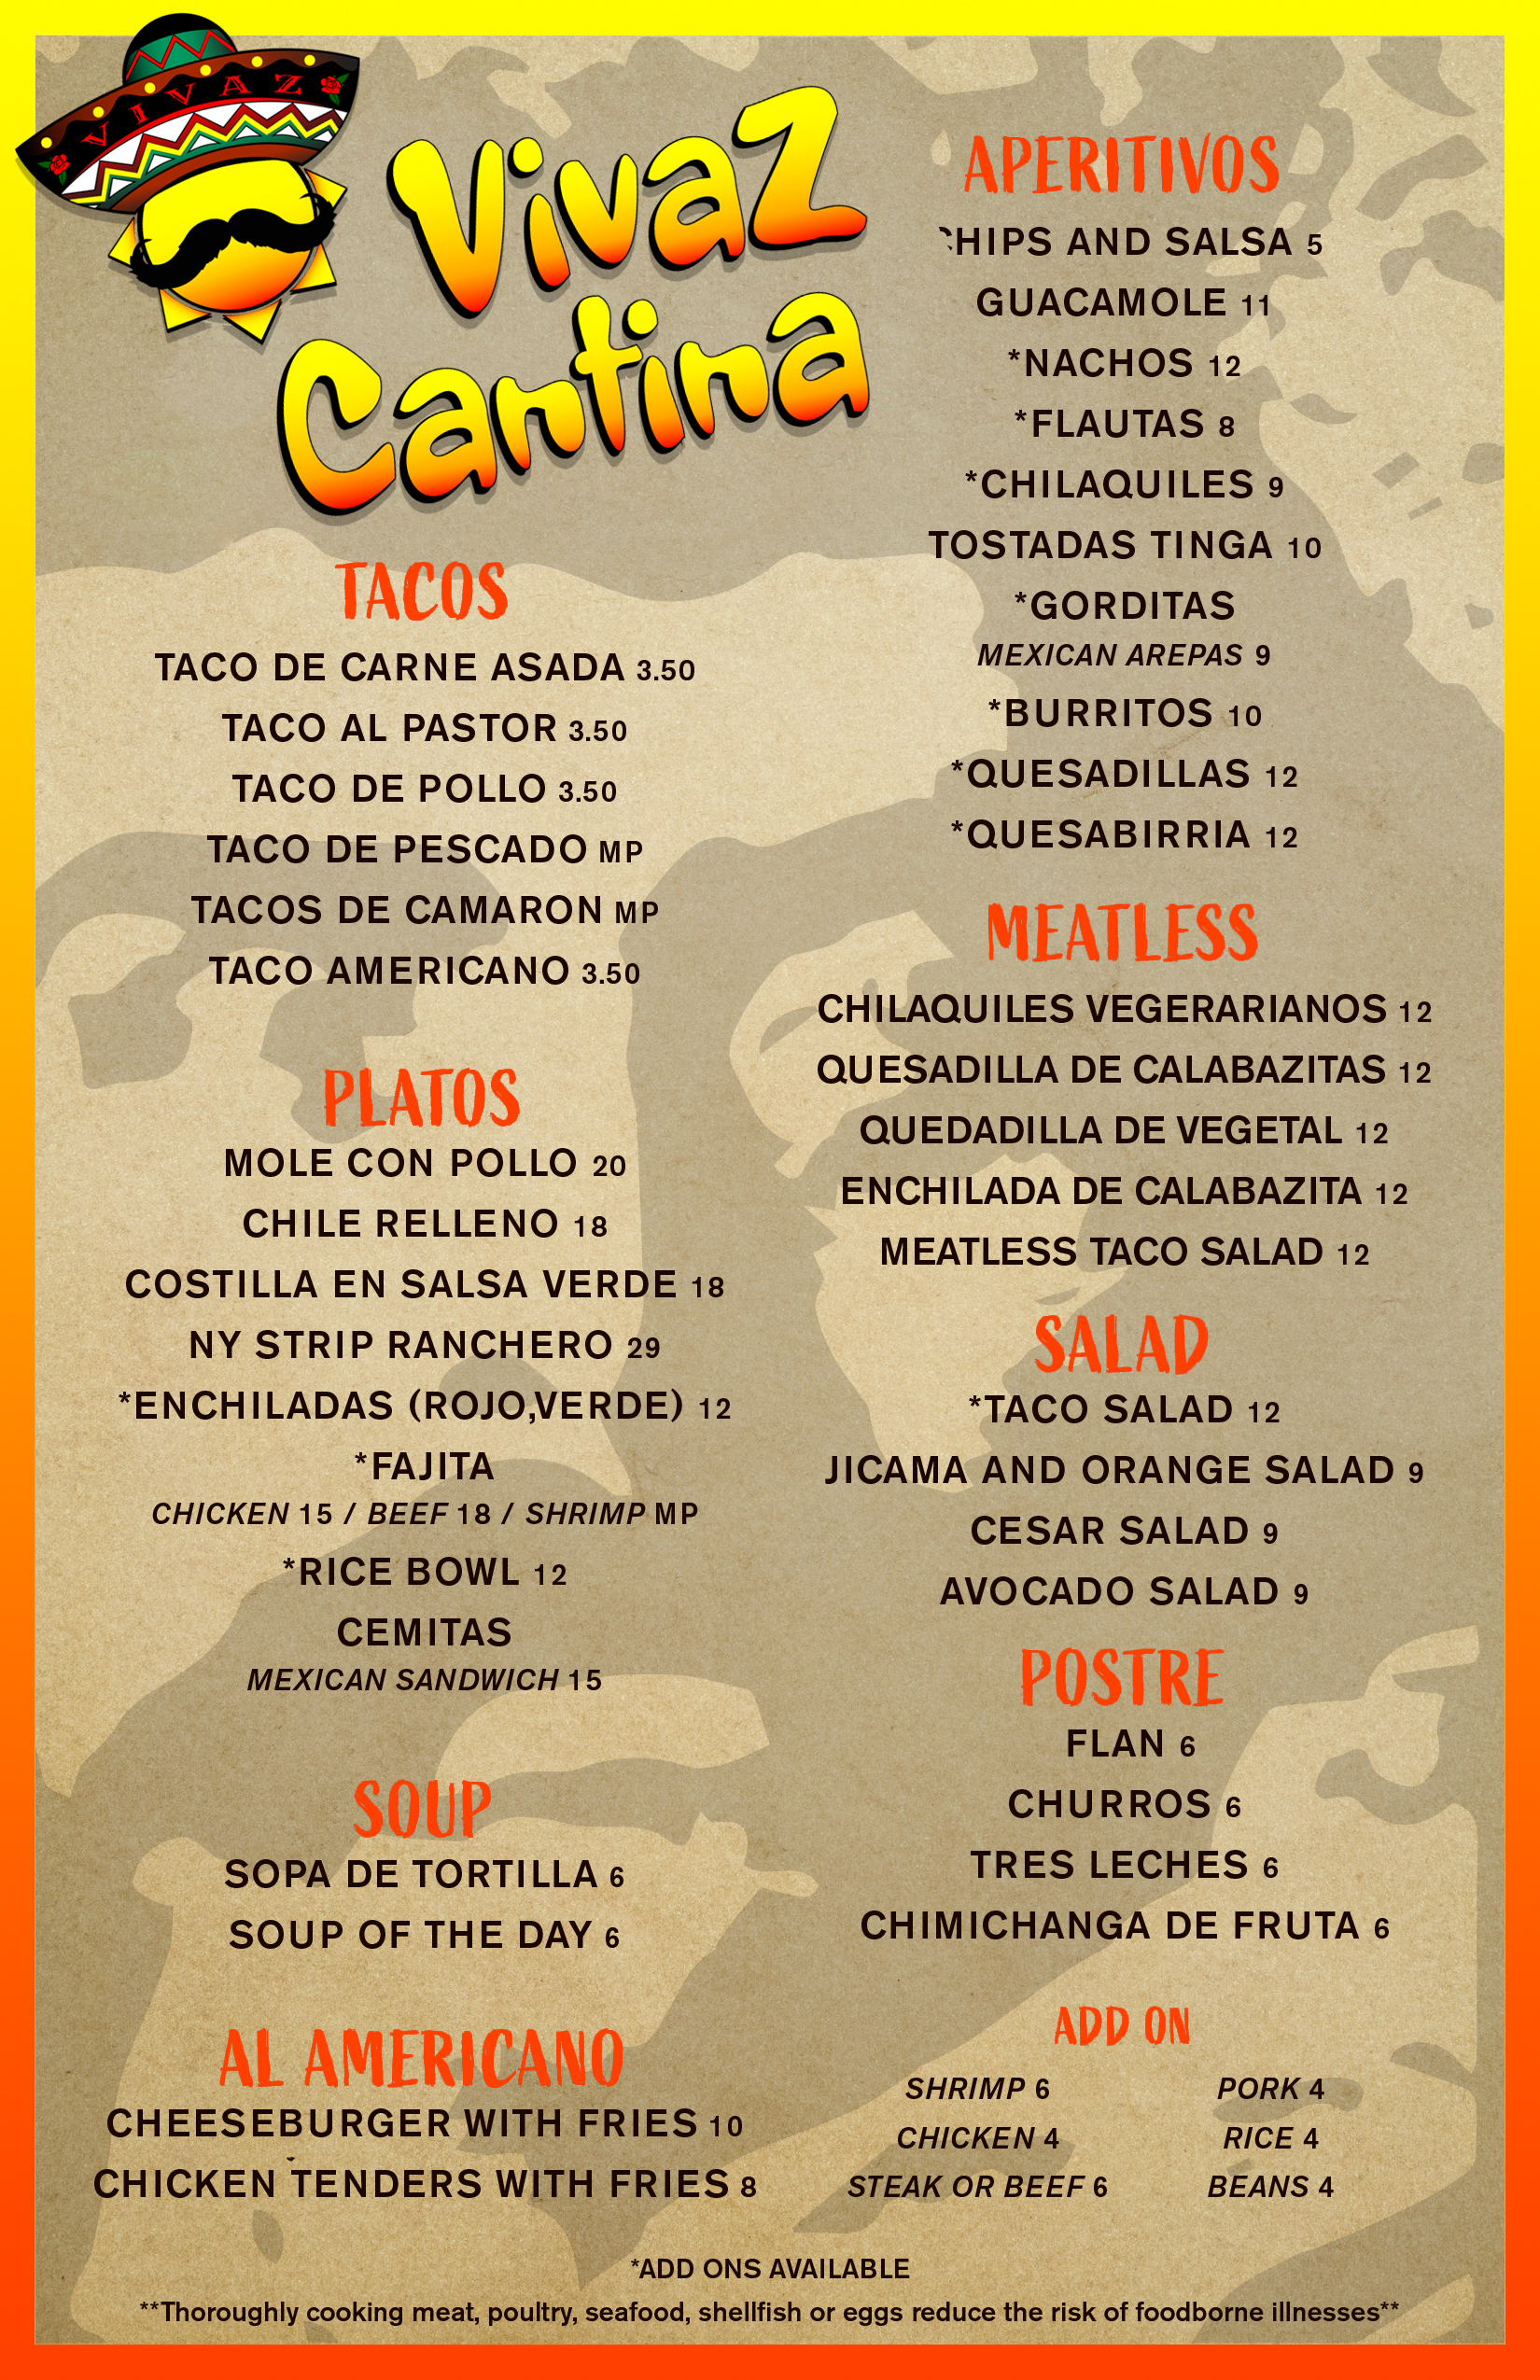 VIVAZ
Vivaz
Cantina
TACOS
TACO DE CARNE ASADA 3.50
TACO AL PASTOR 3.50
TACO DE POLLO 3.50
TACO DE PESCADO MP
TACOS DE CAMARON MP
TACO AMERICANO 3.50
PLATOS
MOLE CON POLLO 20
CHILE RELLENO 18
COSTILLA EN SALSA VERDE 18
NY STRIP RANCHERO 29
*ENCHILADAS (ROJO,VERDE) 12
*FAJITA
CHICKEN 15 / BEEF 18 / SHRIMP MP
*RICE BOWL 12
CEMITAS
MEXICAN SANDWICH 15
SOUP
SOPA DE TORTILLA 6
SOUP OF THE DAY 6
AL AMERICANO
CHEESEBURGER WITH FRIES 10
CHICKEN TENDERS WITH FRIES 8
APERITIVOS
CHIPS AND SALSA 5
GUACAMOLE 11
*NACHOS 12
*FLAUTAS 8
*CHILAQUILES 9
TOSTADAS TINGA 10
*GORDITAS
MEXICAN AREPAS 9
*BURRITOS 10
*QUESADILLAS 12
*QUESABIRRIA 12
MEATLESS
CHILAQUILES VEGERARIANOS 12
QUESADILLA DE CALABAZITAS 12
QUEDADILLA DE VEGETAL 12
ENCHILADA DE CALABAZITA 12
MEATLESS TACO SALAD 12
SALAD
*TACO SALAD 12
JICAMA AND ORANGE SALAD 9
CESAR SALAD 9
AVOCADO SALAD 9
POSTRE
FLAN 6
CHURROS 6
TRES LECHES 6
CHIMICHANGA DE FRUTA 6
ADD ON
SHRIMP 6
CHICKEN 4
STEAK OR BEEF 6
PORK 4
RICE 4
BEANS 4
*ADD ONS AVAILABLE
**Thoroughly cooking meat, poultry, seafood, shellfish or eggs reduce the risk of foodborne illnesses**